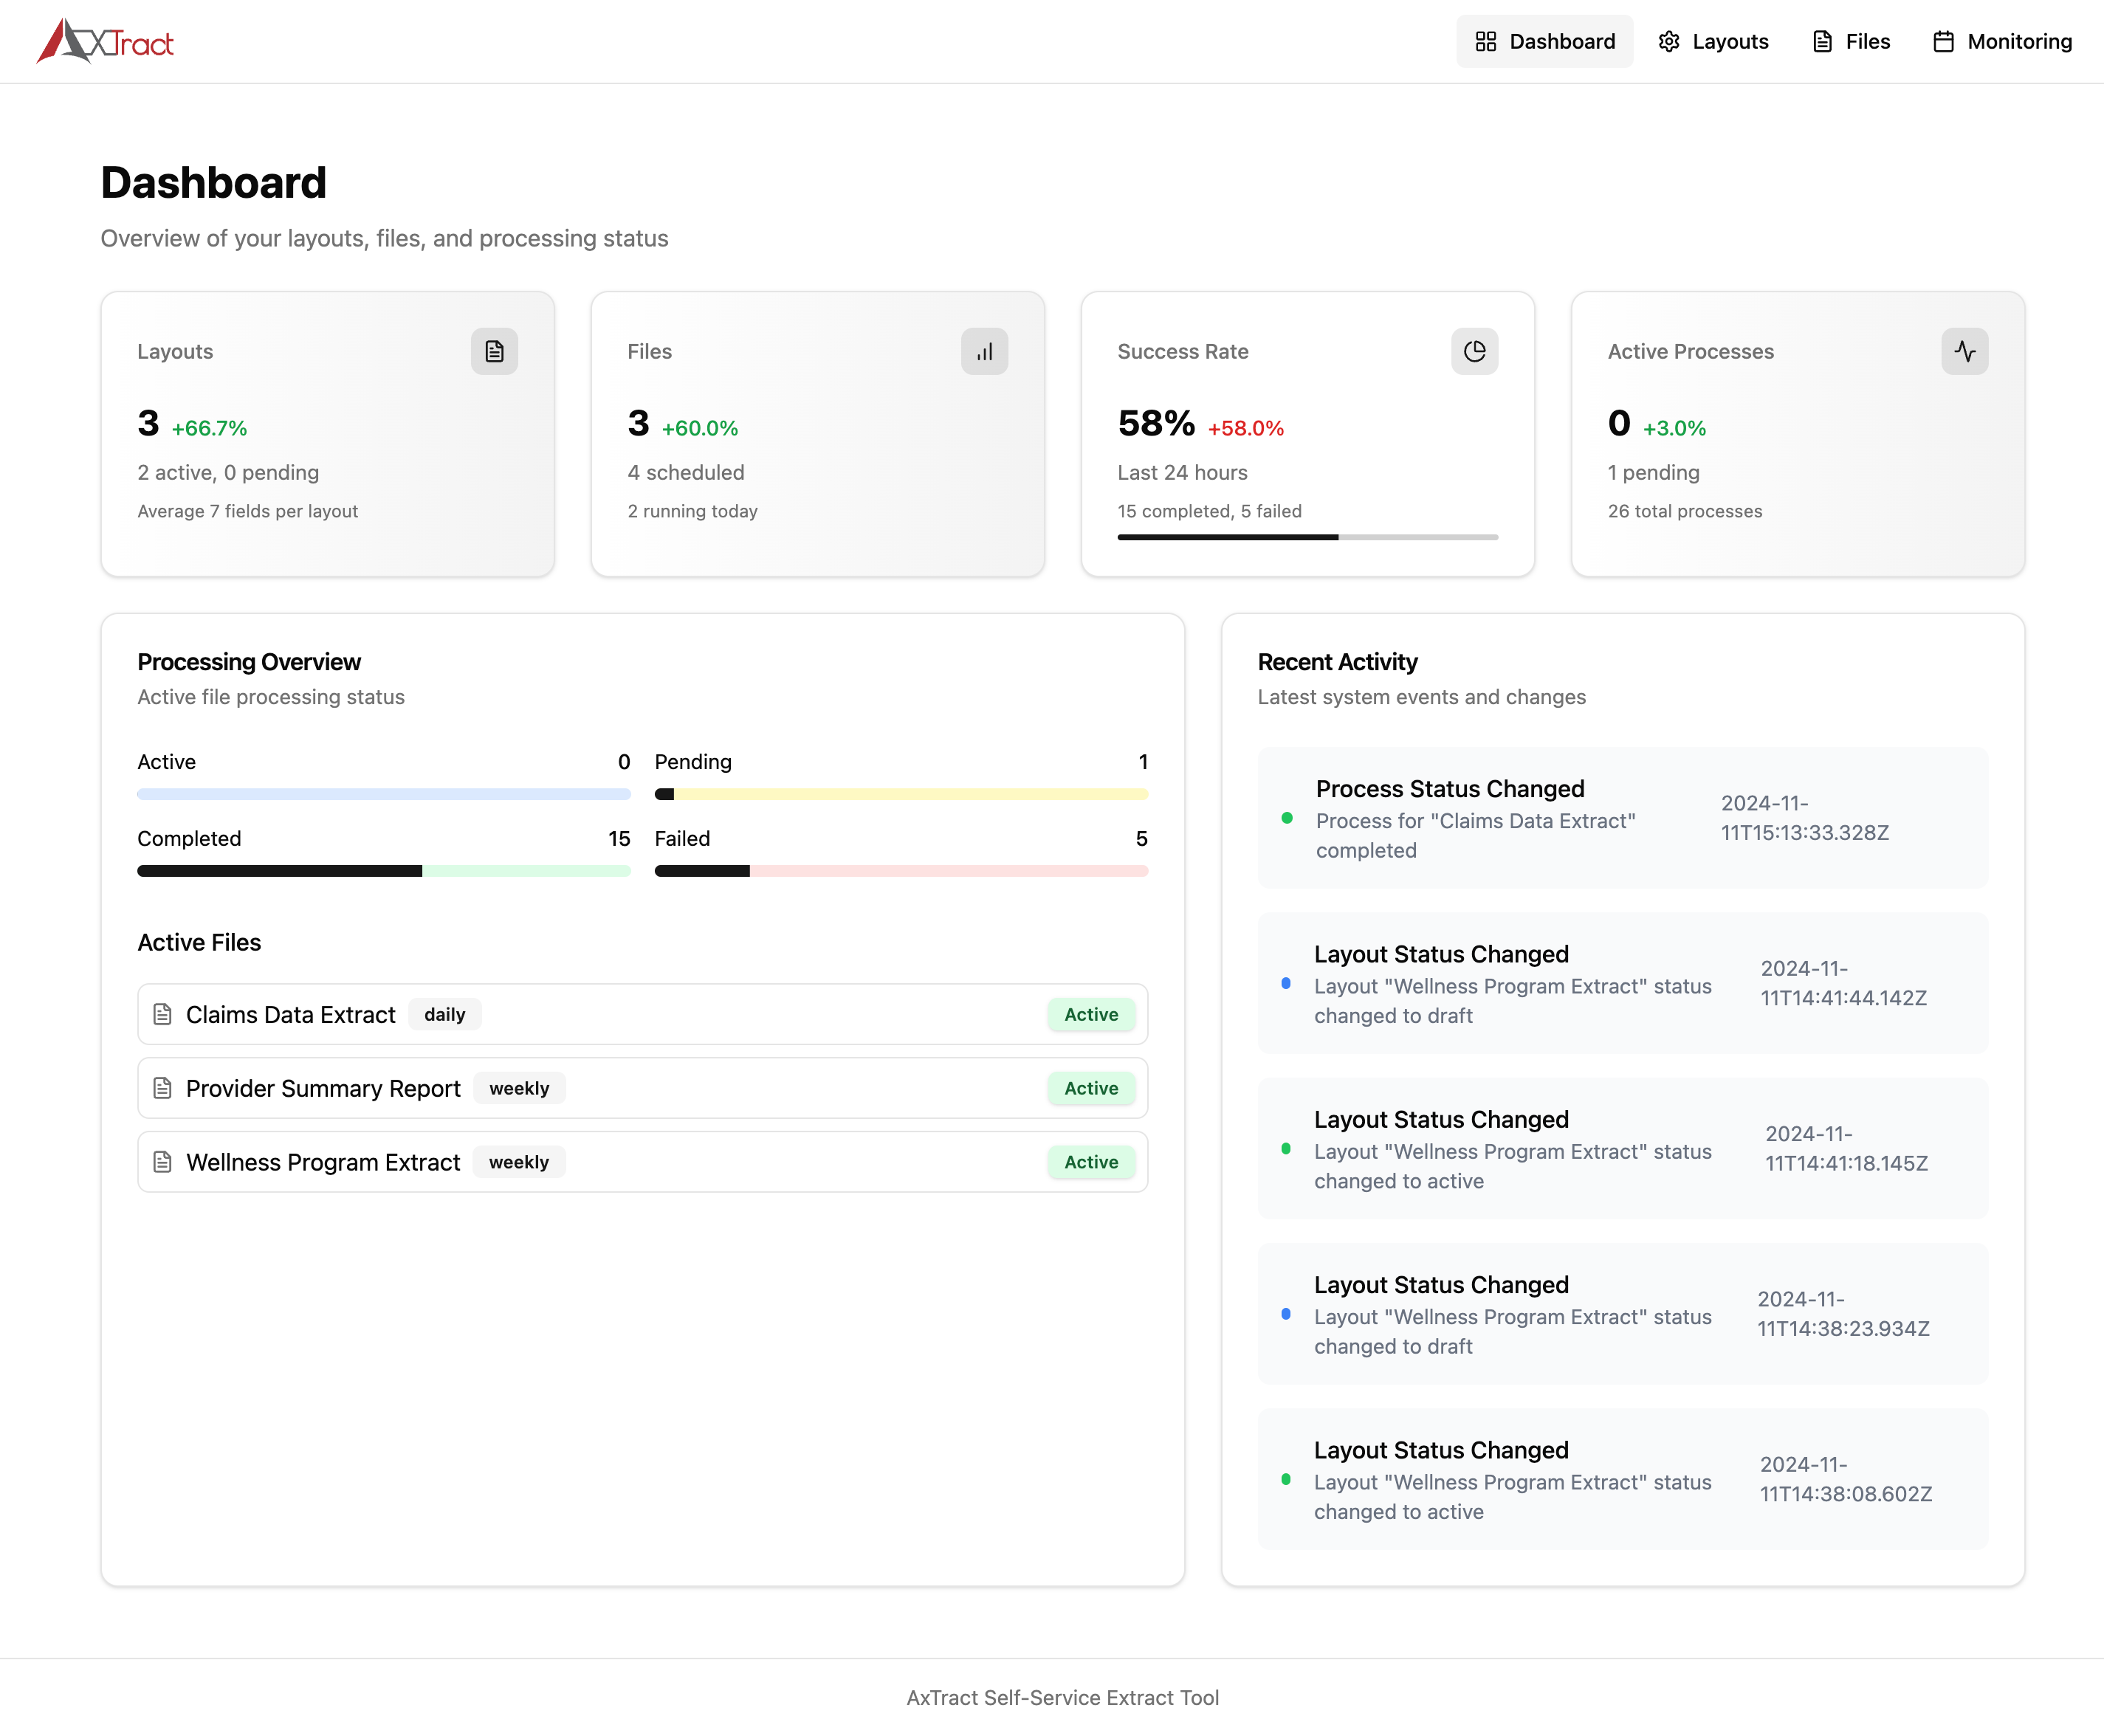 AxTract
Dashboard
Layouts
Files
Monitoring
Dashboard
Overview of your layouts, files, and processing status
Layouts
3 +66.7%
2 active, 0 pending
Average 7 fields per layout
Files
3 +60.0%
4 scheduled
2 running today
Success Rate
58% +58.0%
Last 24 hours
15 completed, 5 failed
Active Processes
0 +3.0%
1 pending
26 total processes
Processing Overview
Active file processing status
Active 0
Pending 1
Completed 15
Failed 5
Active Files
Claims Data Extract daily Active
Provider Summary Report weekly Active
Wellness Program Extract weekly Active
Recent Activity
Latest system events and changes
Process Status Changed
Process for "Claims Data Extract"
completed
2024-11-
11T15:13:33.328Z
Layout Status Changed
Layout "Wellness Program Extract" status
changed to draft
2024-11-
11T14:41:44.142Z
Layout Status Changed
Layout "Wellness Program Extract" status
changed to active
2024-11-
11T14:41:18.145Z
Layout Status Changed
Layout "Wellness Program Extract" status
changed to draft
2024-11-
11T14:38:23.934Z
Layout Status Changed
Layout "Wellness Program Extract" status
changed to active
2024-11-
11T14:38:08.602Z
AxTract Self-Service Extract Tool